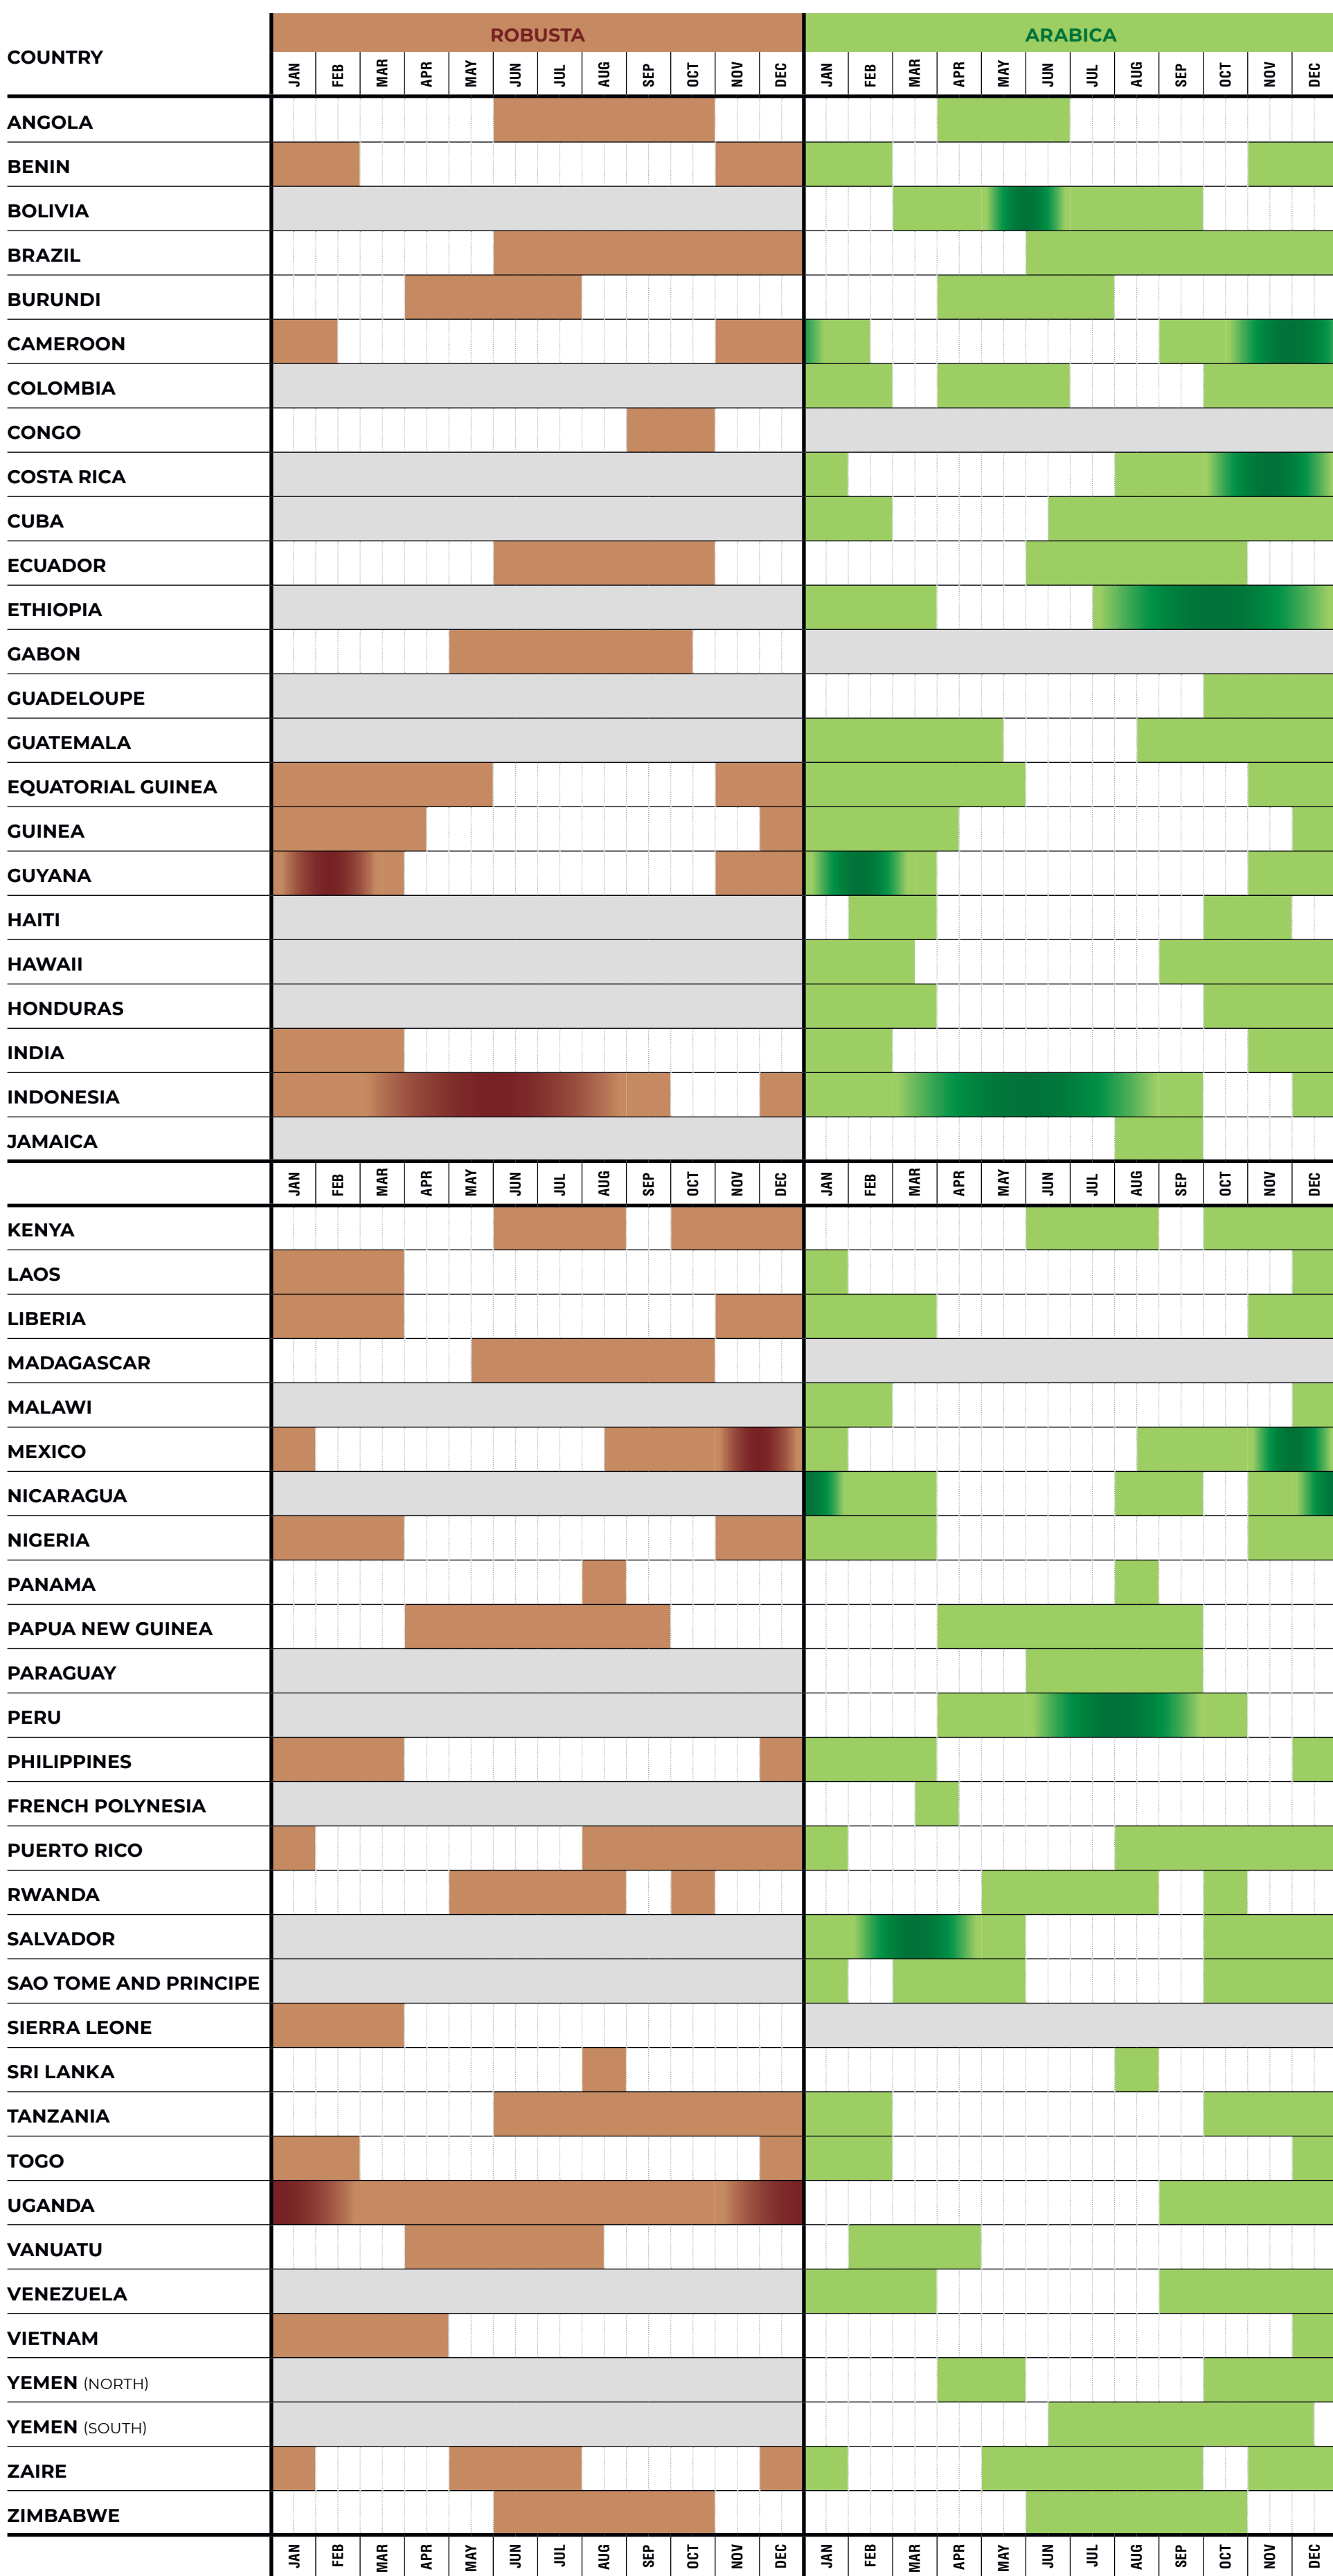 ROBUSTA ARABICA
COUNTRY
JAN FEB MAR APR MAY JUN JUL AUG SEP OCT NOV DEC JAN FEB MAR APR MAY JUN JUL AUG SEP OCT NOV DEC
ANGOLA
BENIN
BOLIVIA
BRAZIL
BURUNDI
CAMEROON
COLOMBIA
CONGO
COSTA RICA
CUBA
ECUADOR
ETHIOPIA
GABON
GUADELOUPE
GUATEMALA
EQUATORIAL GUINEA
GUINEA
GUYANA
HAITI
HAWAII
HONDURAS
INDIA
INDONESIA
JAMAICA
JAN FEB MAR APR MAY JUN JUL AUG SEP OCT NOV DEC JAN FEB MAR APR MAY JUN JUL AUG SEP OCT NOV DEC
KENYA
LAOS
LIBERIA
MADAGASCAR
MALAWI
MEXICO
NICARAGUA
NIGERIA
PANAMA
PAPUA NEW GUINEA
PARAGUAY
PERU
PHILIPPINES
FRENCH POLYNESIA
PUERTO RICO
RWANDA
SALVADOR
SAO TOME AND PRINCIPE
SIERRA LEONE
SRI LANKA
TANZANIA
TOGO
UGANDA
VANUATU
VENEZUELA
VIETNAM
YEMEN (NORTH)
YEMEN (SOUTH)
ZAIRE
ZIMBABWE
JAN FEB MAR APR MAY JUN JUL AUG SEP OCT NOV DEC JAN FEB MAR APR MAY JUN JUL AUG SEP OCT NOV DEC